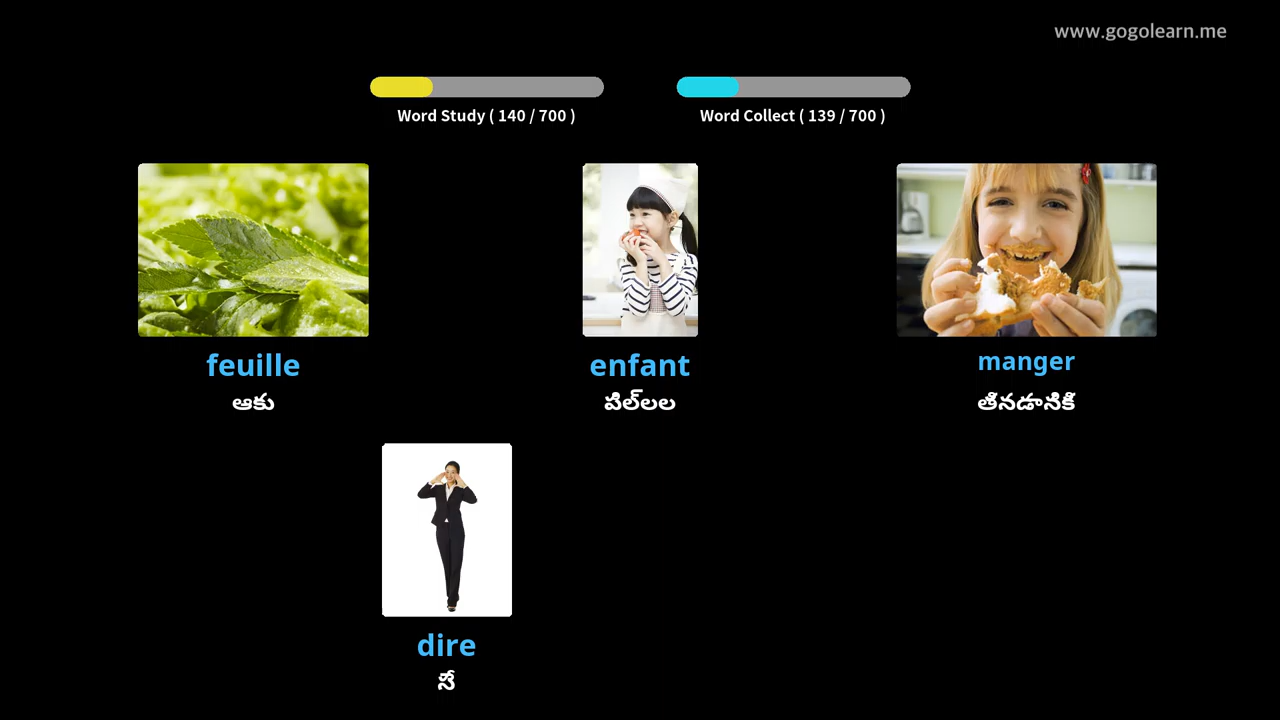 www.gogolearn.me
Word Study ( 140 / 700 )
Word Collect ( 139 / 700 )
feuille
enfant
manger
ఆకు
పిల్లల
తినడానికి
dire
సే